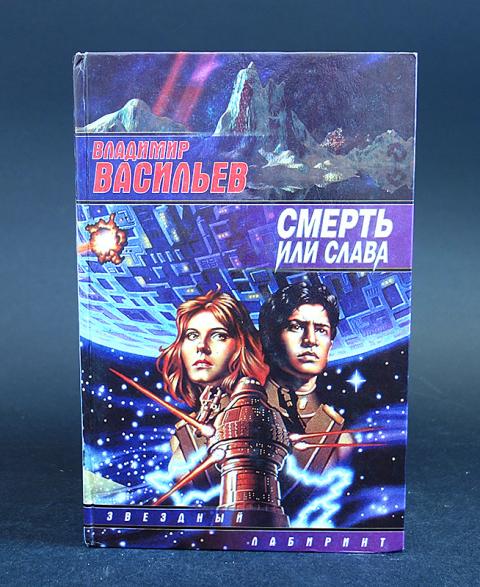 ВЛАДИМИР
ВАСИЛЬЕВ
СМЕРТЬ
ИЛИ СЛАВА
ЗВЕЗДНЫЙ
ЛАБИРИНТ